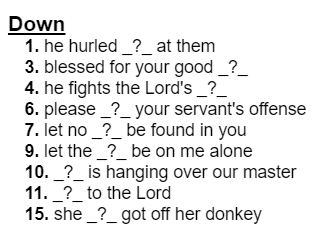 Down
1. he hurled _?_ at them
3. blessed for your good _?_
4. he fights the Lord's _?_
6. please _?_ your servant's offense
7. let no _?_ be found in you
9. let the _?_ be on me alone
10. _?_ is hanging over our master
11. _?_ to the Lord
15. she _?_ got off her donkey